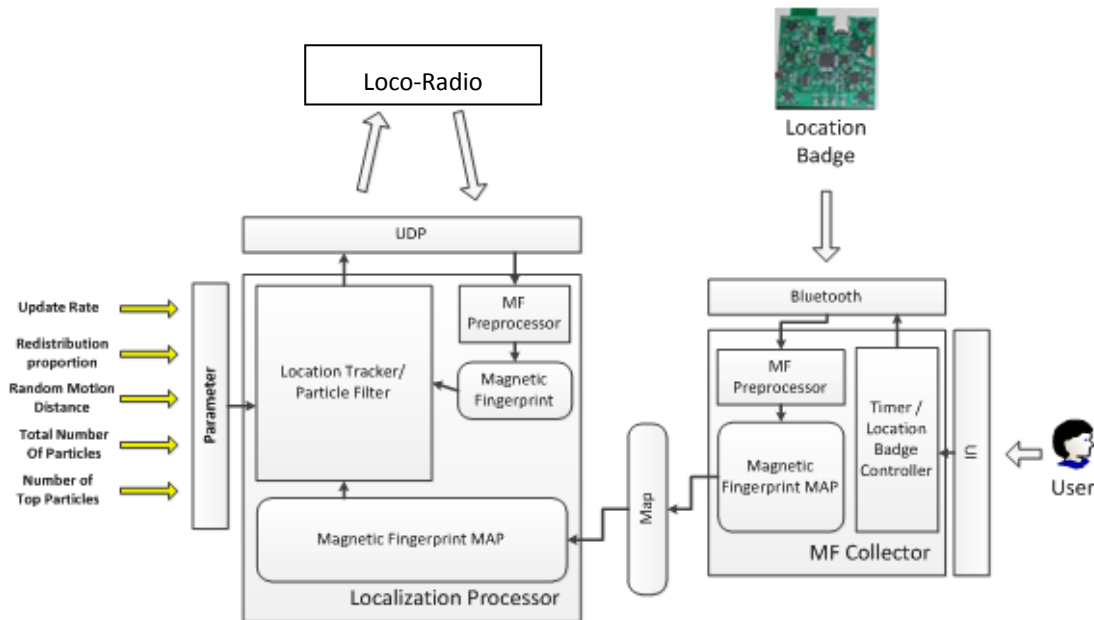 Loco-Radio
Location
Badge
UDP
Update Rate
Redistribution
proportion
Random Motion
Distance
Total Number
Of Particles
Number of
Top Particles
Parameter
Location Tracker/
Particle Filter
MF
Preprocessor
Magnetic
Fingerprint
Magnetic Fingerprint MAP
Localization Processor
Map
Bluetooth
MF
Preprocessor
Magnetic
Fingerprint MAP
Timer /
Location
Badge
Controller
MF Collector
UI
User